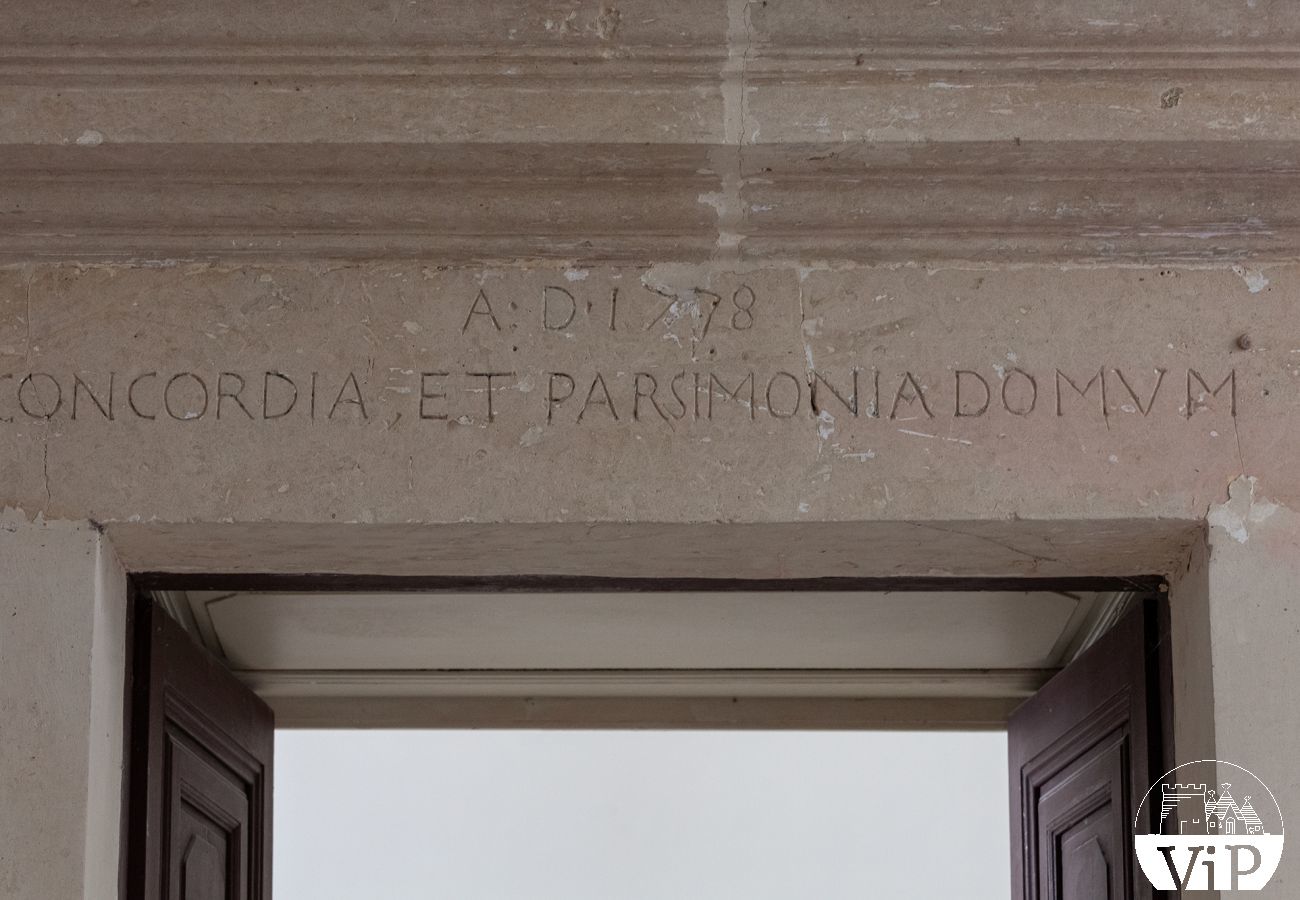 A: D· 1778
CONCORDIA, ET PARSIMONIA DOMVM
ViP